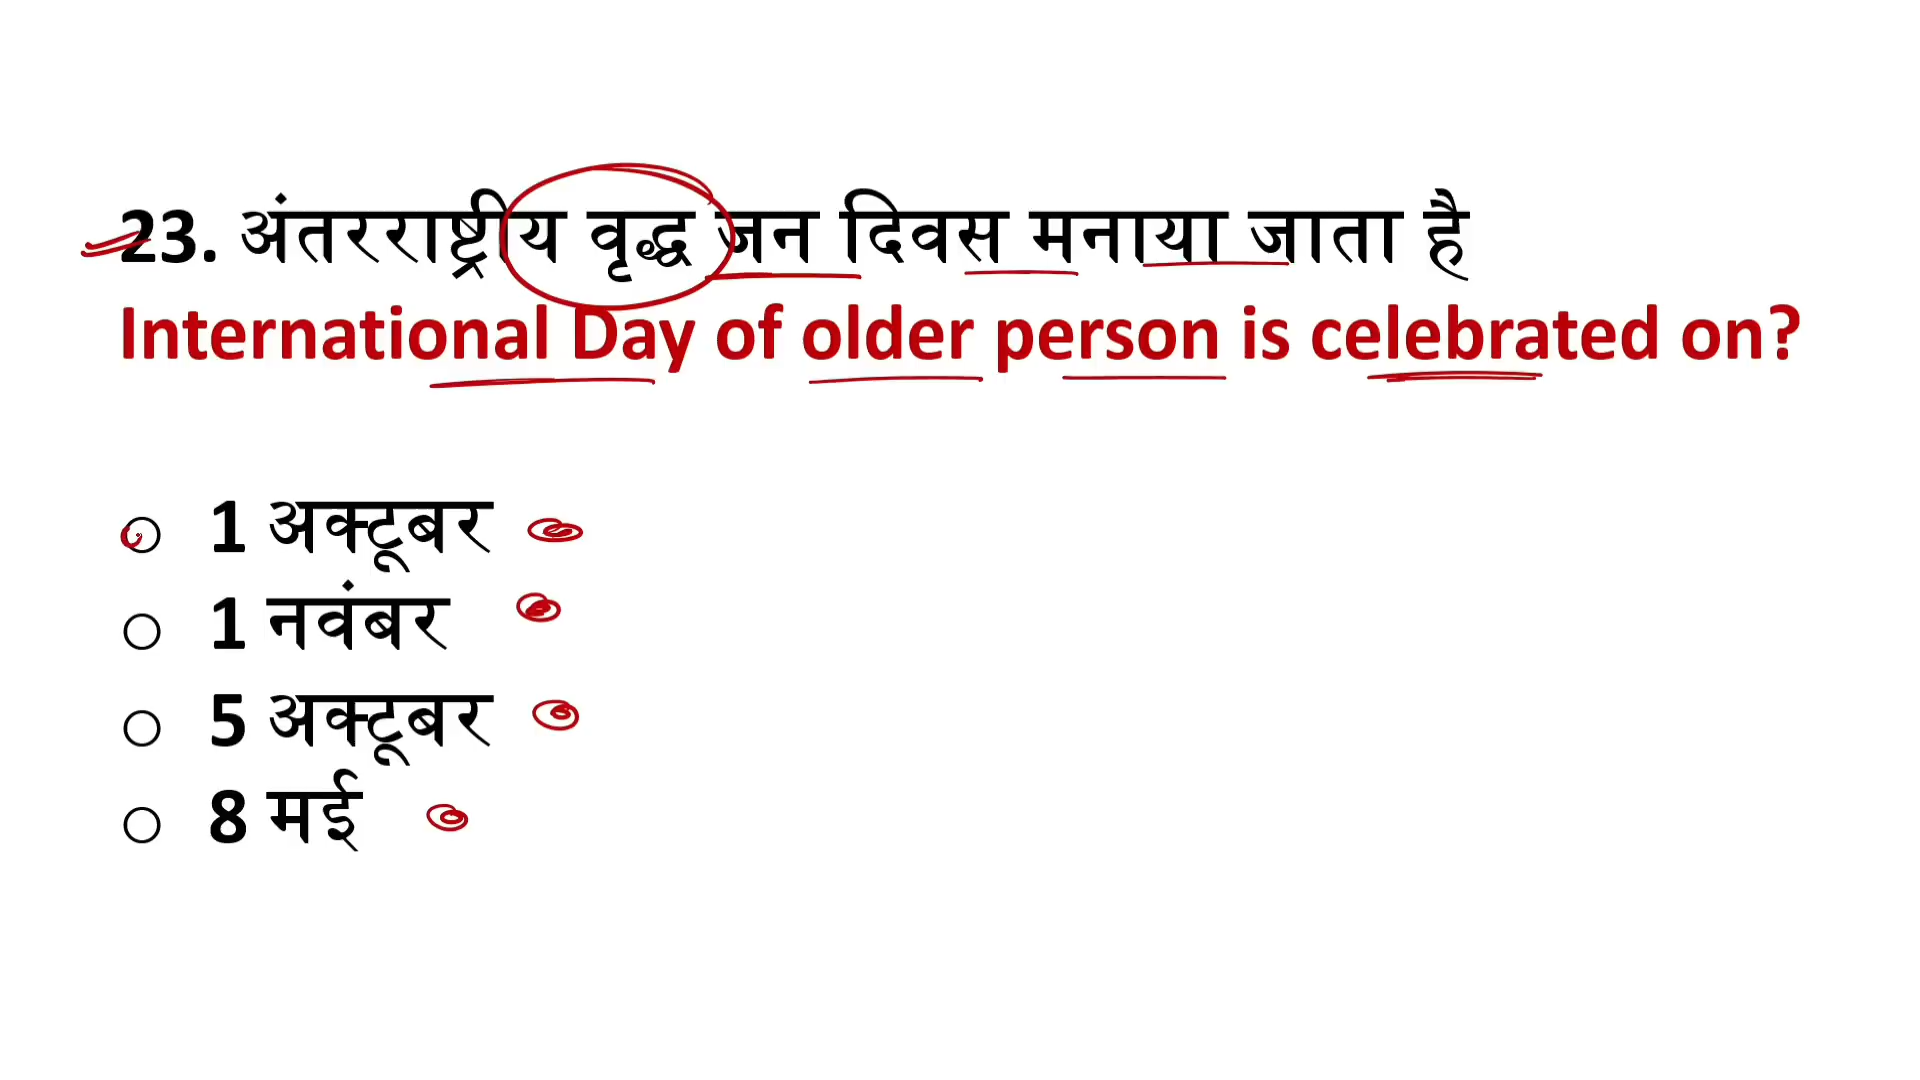 23. अंतरराष्ट्रीय वृद्ध जन दिवस मनाया जाता है
International Day of older person is celebrated on?
1 अक्टूबर
1 नवंबर
5 अक्टूबर
8 मई